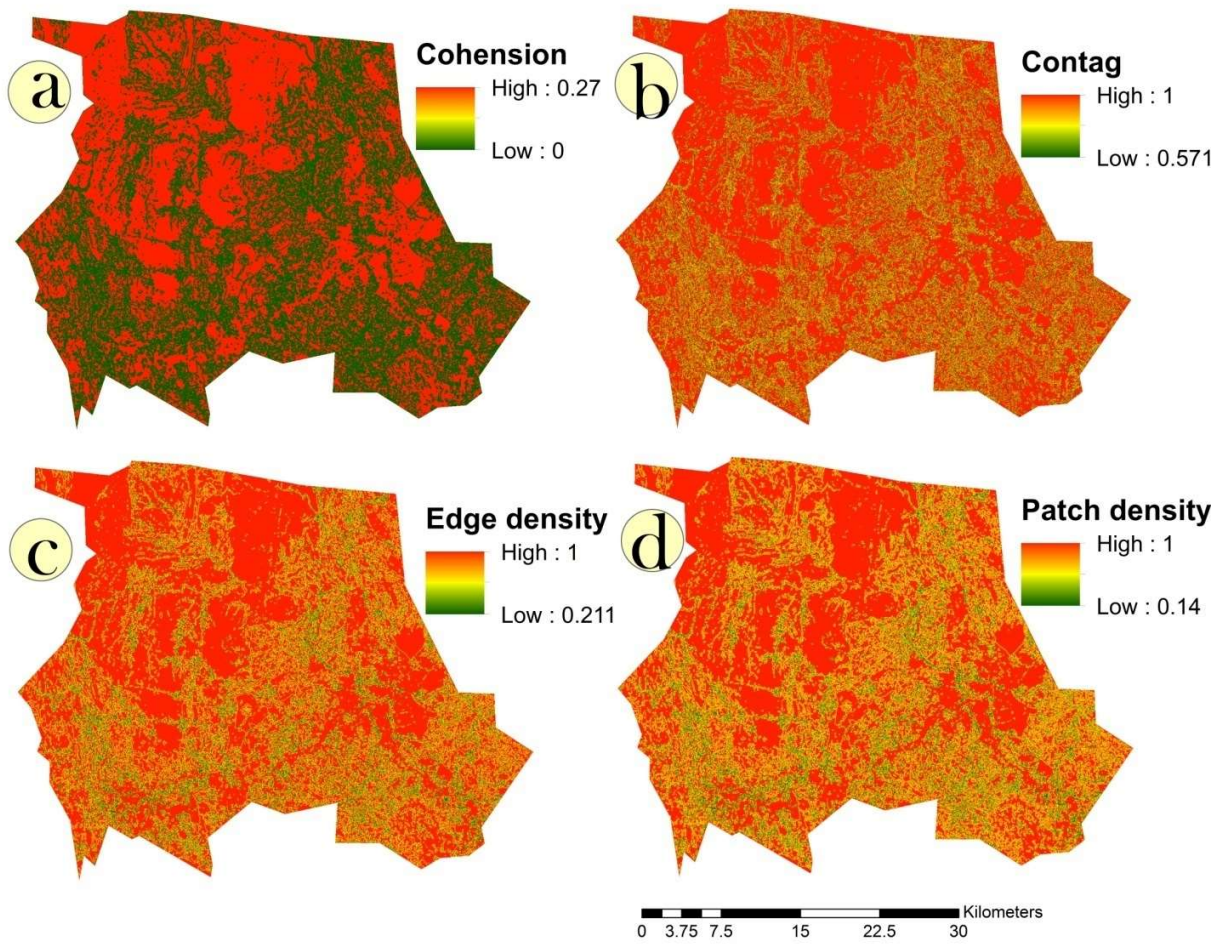 a
Cohension
High : 0.27
Low : 0
b
Contag
High : 1
Low : 0.571
c
Edge density
High : 1
Low : 0.211
d
Patch density
High : 1
Low : 0.14
Kilometers
0 3.75 7.5 15 22.5 30